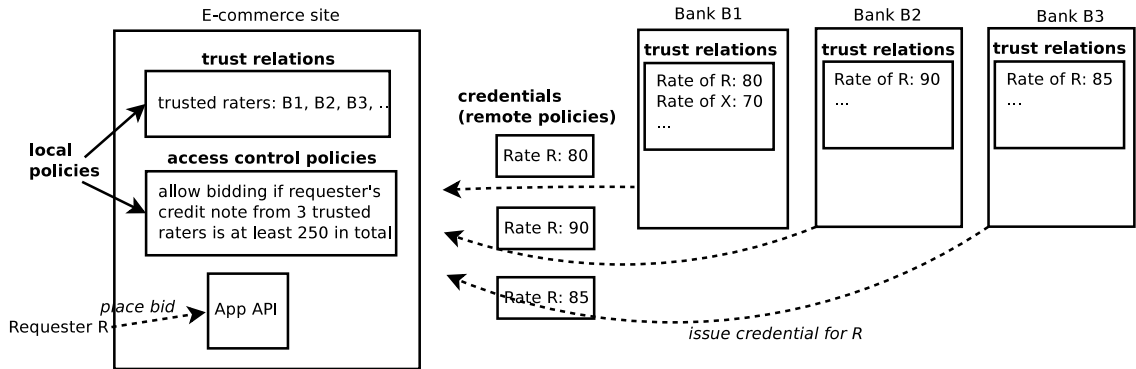 E-commerce site
trust relations
trusted raters: B1, B2, B3, ..
local
policies
access control policies
allow bidding if requester's
credit note from 3 trusted
raters is at least 250 in total
place bid
Requester R
App API
credentials
(remote policies)
Rate R: 80
Rate R: 90
Rate R: 85
issue credential for R
Bank B1
trust relations
Rate of R: 80
Rate of X: 70
...
Bank B2
trust relations
Rate of R: 90
...
Bank B3
trust relations
Rate of R: 85
...